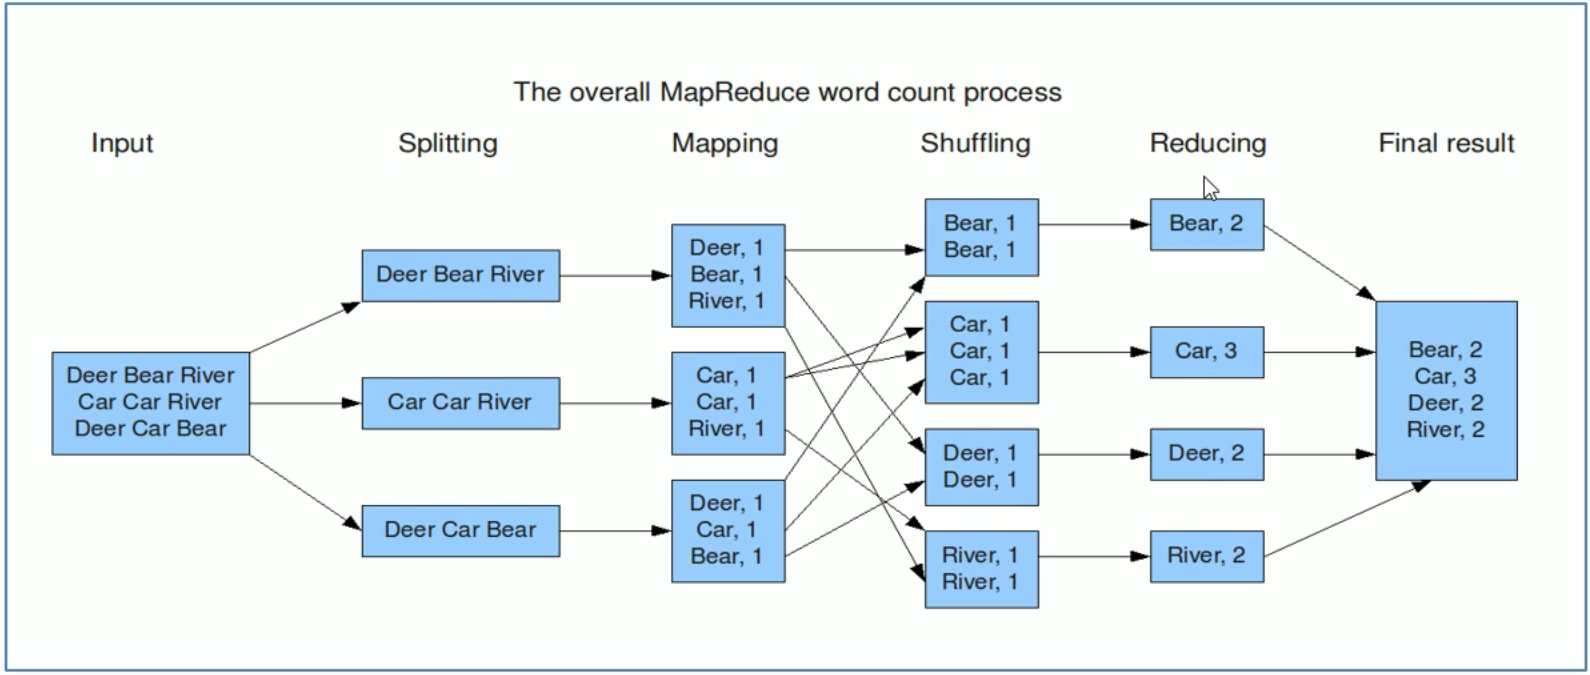 The overall MapReduce word count process
Input
Splitting
Mapping
Shuffling
Reducing
Final result
Deer Bear River
Car Car River
Deer Car Bear
Deer Bear River
Car Car River
Deer Car Bear
Deer, 1
Bear, 1
River, 1
Car, 1
Car, 1
River, 1
Deer, 1
Car, 1
Bear, 1
Bear, 1
Bear, 1
Car, 1
Car, 1
Car, 1
Deer, 1
Deer, 1
River, 1
River, 1
Bear, 2
Car, 3
Deer, 2
River, 2
Bear, 2
Car, 3
Deer, 2
River, 2